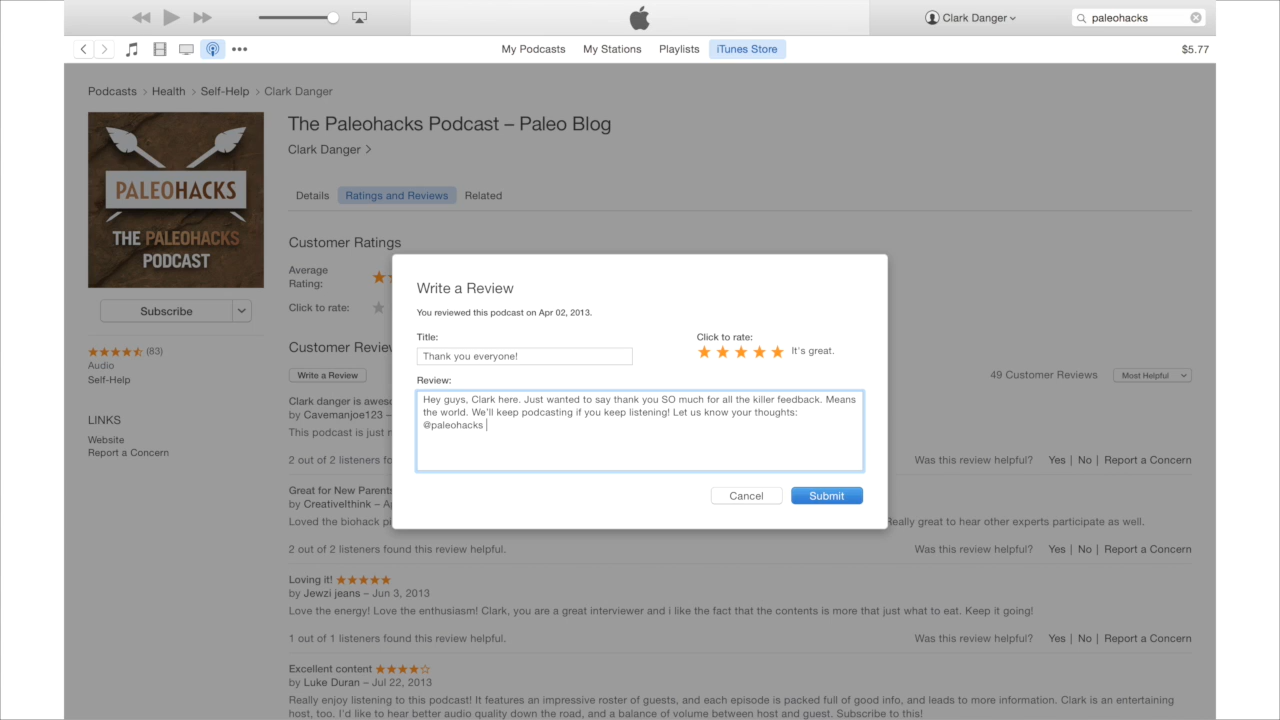 Clark Danger
paleohacks
My Podcasts
My Stations
Playlists
iTunes Store
$5.77
Podcasts > Health > Self-Help > Clark Danger
PALEOHACKS
THE PALEOHACKS
PODCAST
The Paleohacks Podcast – Paleo Blog
Clark Danger >
Details
Ratings and Reviews
Related
Subscribe
(83)
Audio
Self-Help
LINKS
Website
Report a Concern
Customer Ratings
Average
Rating:
Click to rate:
Customer
Write a Review
49 Customer Reviews
Most Helpful
Write a Review
You reviewed this podcast on Apr 02, 2013.
Title:
Thank you everyone!
Click to rate:
It's great.
Review:
Hey guys, Clark here. Just wanted to say thank you SO much for all the killer feedback. Means
the world. We'll keep podcasting if you keep listening! Let us know your thoughts:
@paleohacks
Cancel
Submit
Clark danger is
by Cavemanjoe123 –
This podcast is just
2 out of 2 listeners
Was this review helpful? Yes | No | Report a Concern
Great for New
by Creativelthink –
Loved the biohack
Really great to hear other experts participate as well.
2 out of 2 listeners found this review helpful.
Was this review helpful? Yes | No | Report a Concern
Loving it!
by Jewzi jeans – Jun 3, 2013
Love the energy! Love the enthusiasm! Clark, you are a great interviewer and i like the fact that the contents is more that just what to eat. Keep it going!
1 out of 1 listeners found this review helpful.
Was this review helpful? Yes | No | Report a Concern
Excellent content
by Luke Duran – Jul 22, 2013
Really enjoy listening to this podcast! It features an impressive roster of guests, and each episode is packed full of good info, and leads to more information. Clark is an entertaining
host, too. I'd like to hear better audio quality down the road, and a balance of volume between host and guest. Subscribe to this!